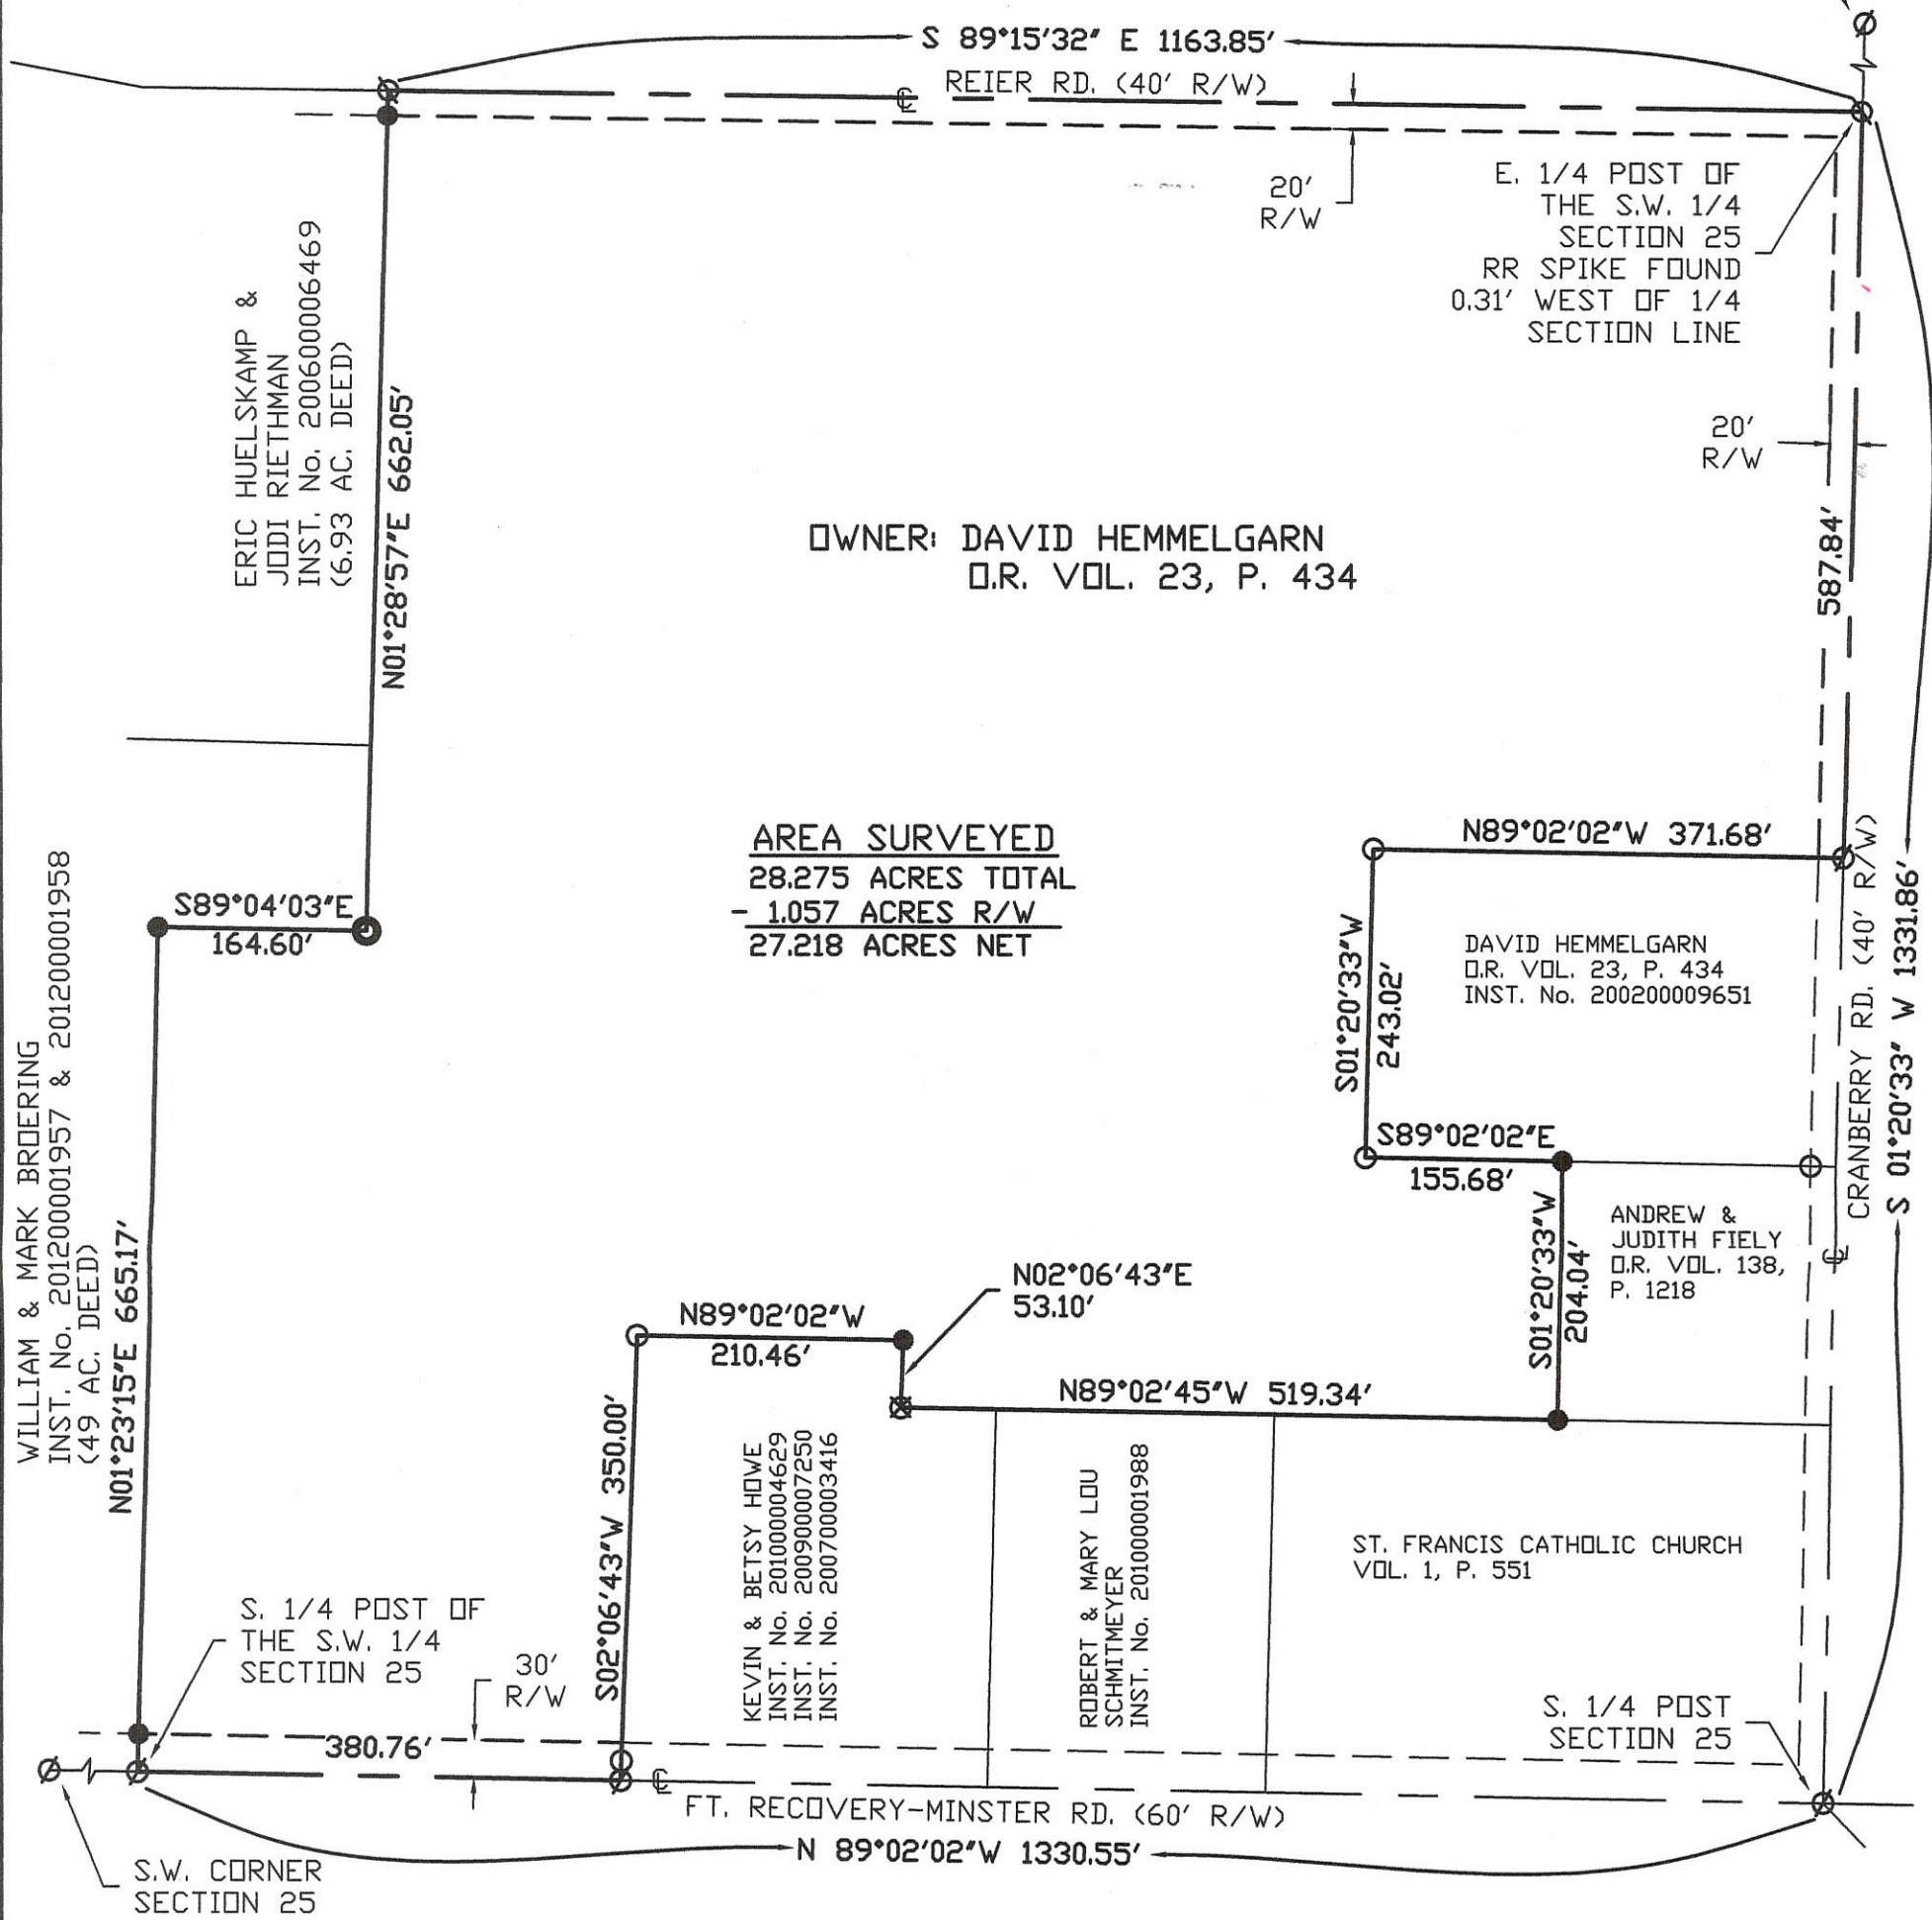 S 89°15'32" E 1163.85'
REIER RD. (40' R/W)
℄
20'
R/W
E. 1/4 POST OF
THE S.W. 1/4
SECTION 25
RR SPIKE FOUND
0.31' WEST OF 1/4
SECTION LINE
ERIC HUELSKAMP &
JODI RIETHMAN
INST. No. 200600006469
(6.93 AC. DEED)
N01°28'57"E 662.05'
20'
R/W
587.84'
OWNER: DAVID HEMMELGARN
O.R. VOL. 23, P. 434
AREA SURVEYED
28.275 ACRES TOTAL
- 1.057 ACRES R/W
27.218 ACRES NET
N89°02'02"W 371.68'
S01°20'33"W
243.02'
DAVID HEMMELGARN
O.R. VOL. 23, P. 434
INST. No. 200200009651
CRANBERRY RD. (40' R/W)
S 01°20'33" W 1331.86'
S89°04'03"E
164.60'
WILLIAM & MARK BROERING
INST. No. 201200001957 & 201200001958
(49 AC. DEED)
N01°23'15"E 665.17'
S89°02'02"E
155.68'
S01°20'33"W
204.04'
ANDREW &
JUDITH FIELY
O.R. VOL. 138,
P. 1218
℄
N02°06'43"E
53.10'
N89°02'02"W
210.46'
N89°02'45"W 519.34'
S02°06'43"W 350.00'
KEVIN & BETSY HOWE
INST. No. 201000004629
INST. No. 200900007250
INST. No. 200700003416
ROBERT & MARY LOU
SCHMITMEYER
INST. No. 201000001988
ST. FRANCIS CATHOLIC CHURCH
VOL. 1, P. 551
S. 1/4 POST OF
THE S.W. 1/4
SECTION 25
30'
R/W
S. 1/4 POST
SECTION 25
380.76'
℄
FT. RECOVERY-MINSTER RD. (60' R/W)
N 89°02'02"W 1330.55'
S.W. CORNER
SECTION 25